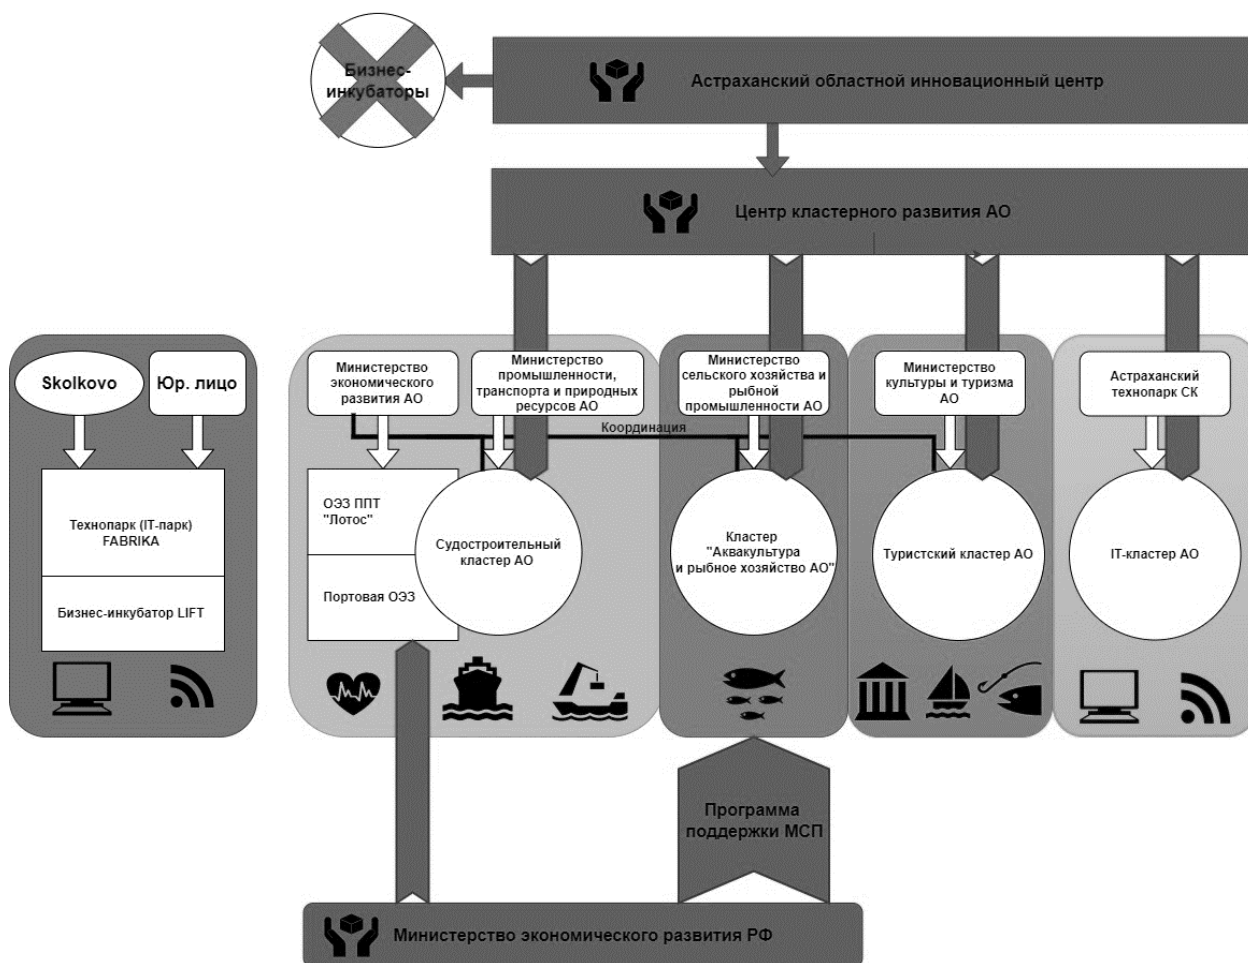 Бизнес-
инкубаторы
Астраханский областной инновационный центр
Центр кластерного развития АО
Skolkovo
Юр. лицо
Технопарк (IT-парк)
FABRIKA
Бизнес-инкубатор LIFT
Министерство
экономического
развития АО
Министерство
промышленности,
транспорта и природных
ресурсов АО
Министерство
сельского хозяйства и
рыбной
промышленности АО
Министерство
культуры и туризма
АО
Астраханский
технопарк СК
Координация
ОЭЗ ППТ
"Лотос"
Портовая ОЭЗ
Судостроительный
кластер АО
Кластер
"Аквакультура
и рыбное хозяйство АО"
Туристский кластер АО
IT-кластер АО
Программа
поддержки МСП
Министерство экономического развития РФ